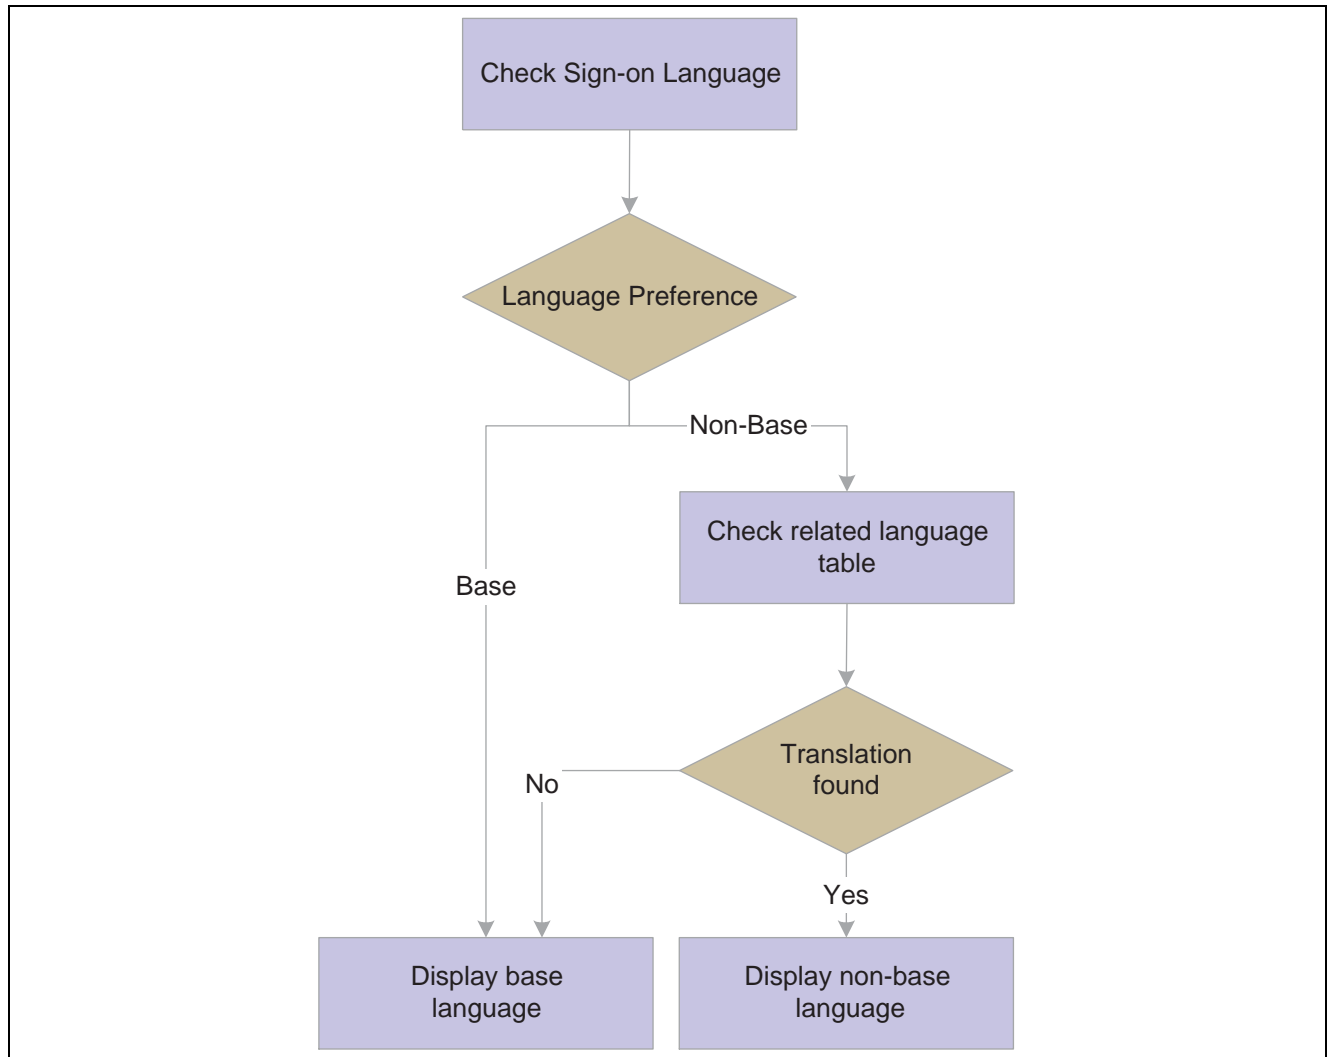 Check Sign-on Language
Language Preference
Non-Base
Check related language
table
Base
Translation
found
No
Yes
Display base
language
Display non-base
language